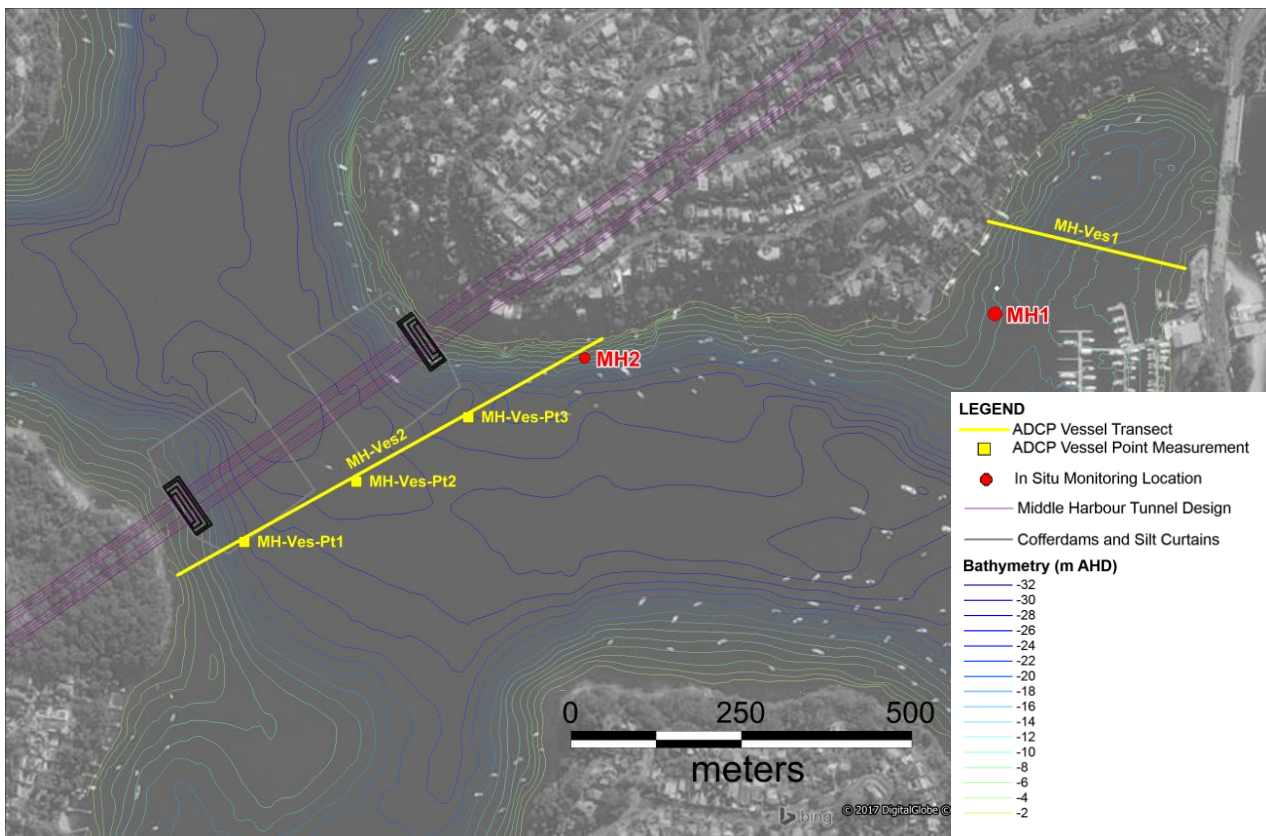 MH-Ves1
MH1
MH2
MH-Ves-Pt3
MH-Ves2
MH-Ves-Pt2
MH-Ves-Pt1
0 250 500
meters
LEGEND
ADCP Vessel Transect
ADCP Vessel Point Measurement
In Situ Monitoring Location
Middle Harbour Tunnel Design
Cofferdams and Silt Curtains
Bathymetry (m AHD)
-32
-30
-28
-26
-24
-22
-20
-18
-16
-14
-12
-10
-8
-6
-4
-2
bing
© 2017 DigitalGlobe ©